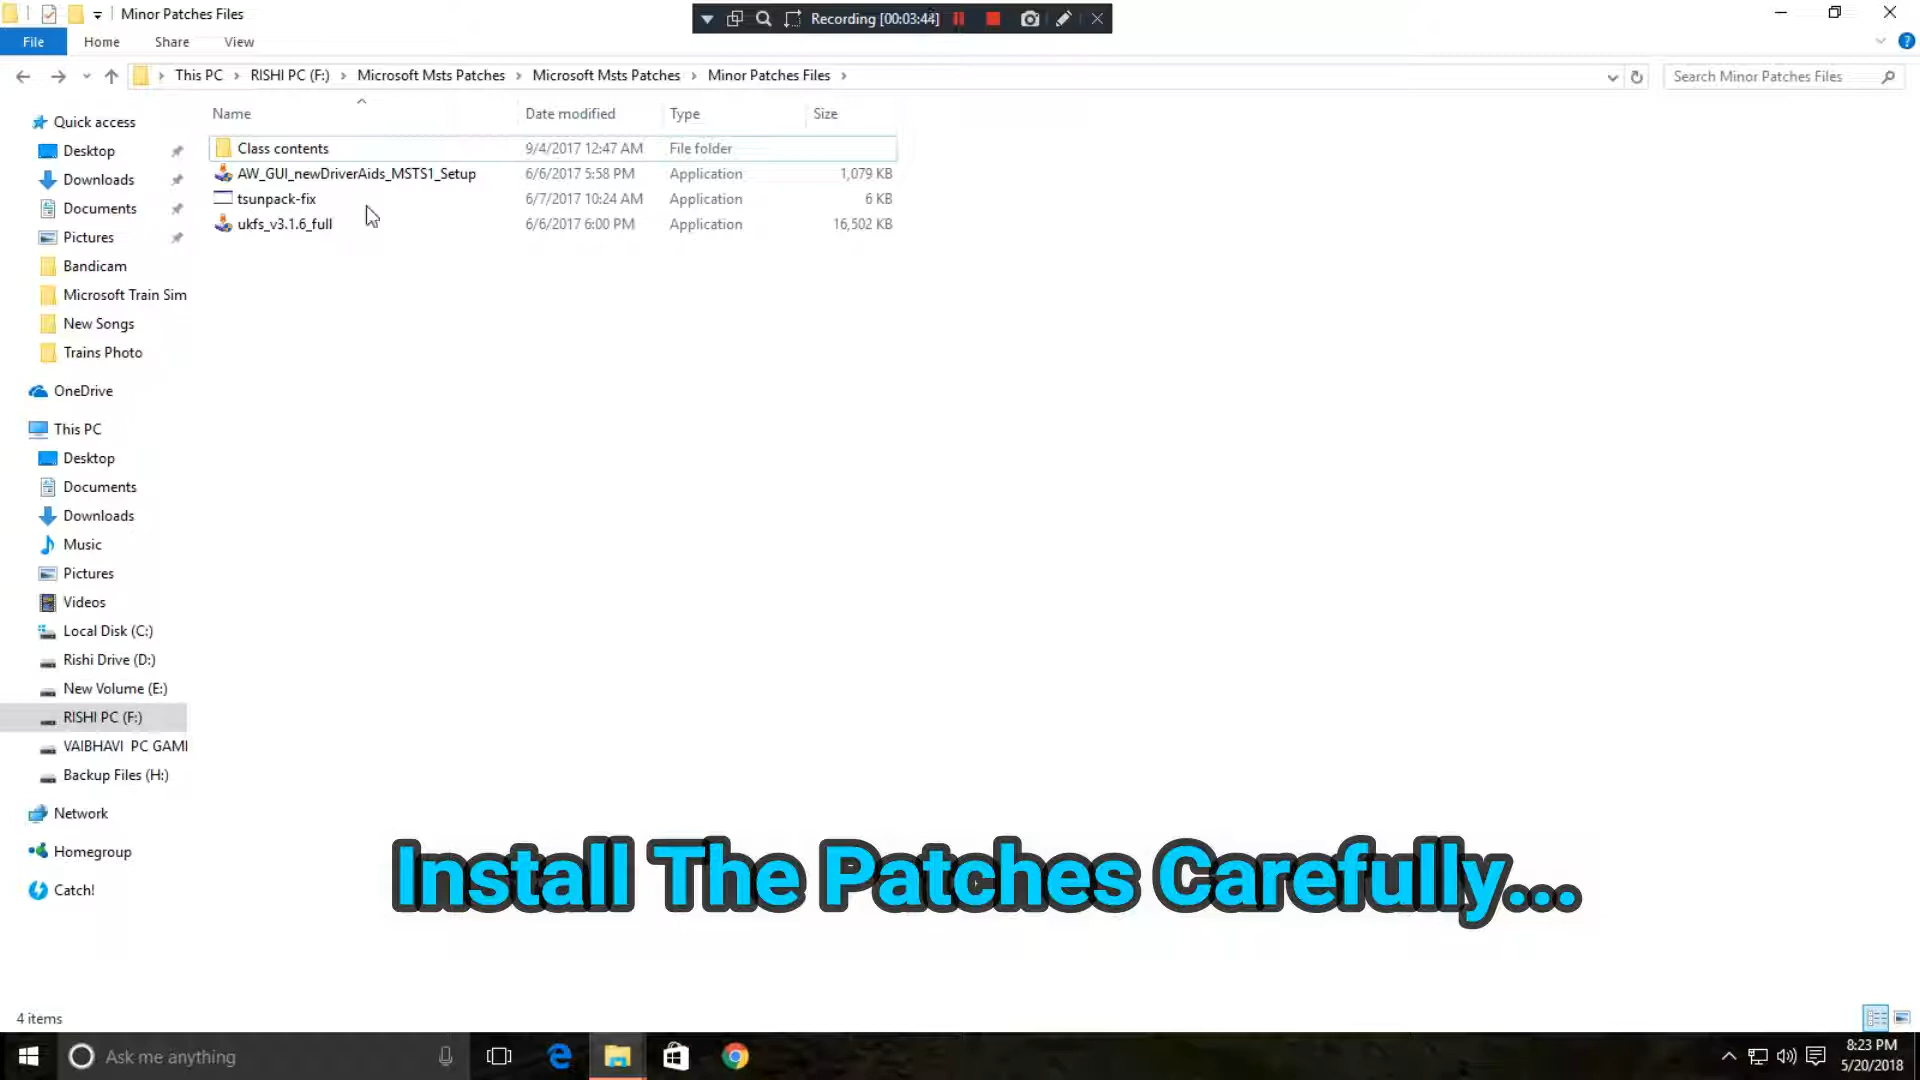 Minor Patches Files
Recording [00:03:44]
File Home Share View
This PC RISHI PC (F:) Microsoft Msts Patches Microsoft Msts Patches Minor Patches Files
Search Minor Patches Files
Name Date modified Type Size
Class contents 9/4/2017 12:47 AM File folder
AW_GUI_newDriverAids_MSTS1_Setup 6/6/2017 5:58 PM Application 1,079 KB
tsunpack-fix 6/7/2017 10:24 AM Application 6 KB
ukfs_v3.1.6_full 6/6/2017 6:00 PM Application 16,502 KB
Quick access
Desktop
Downloads
Documents
Pictures
Bandicam
Microsoft Train Sim
New Songs
Trains Photo
OneDrive
This PC
Desktop
Documents
Downloads
Music
Pictures
Videos
Local Disk (C:)
Rishi Drive (D:)
New Volume (E:)
RISHI PC (F:)
VAIBHAVI PC GAMI
Backup Files (H:)
Network
Homegroup
Catch!
Install The Patches Carefully...
4 items
Ask me anything
8:23 PM
5/20/2018